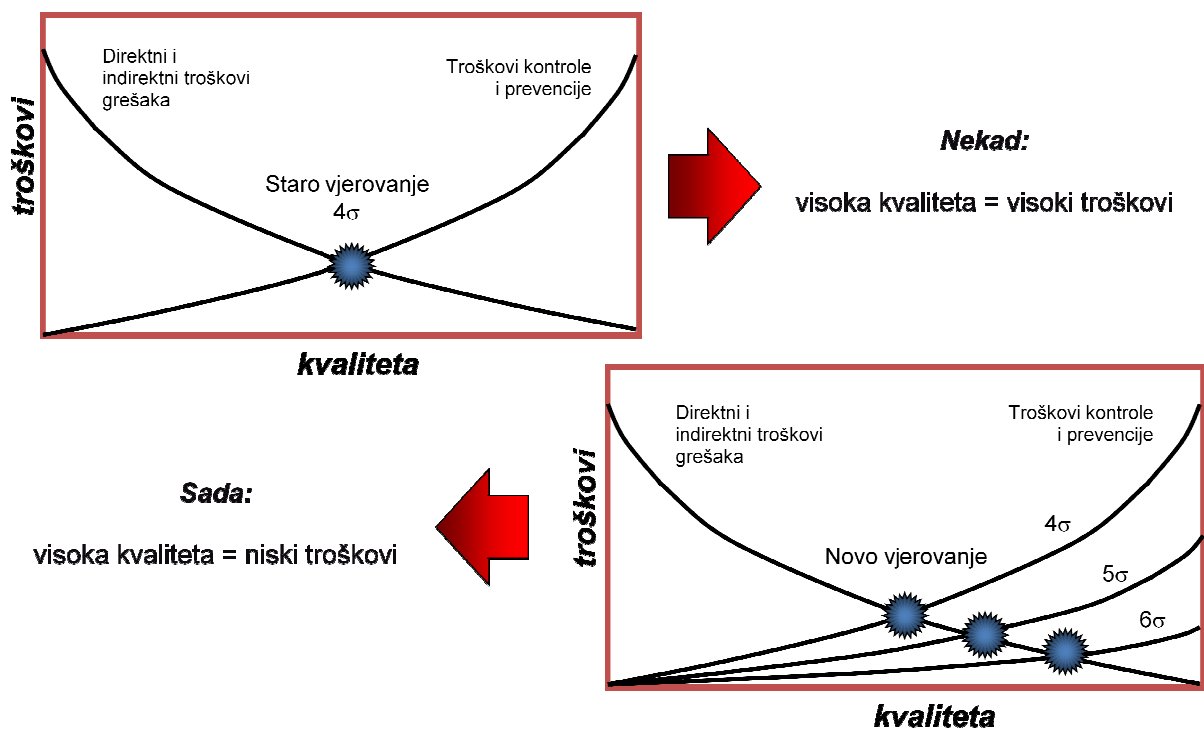 Direktni i
indirektni troškovi
grešaka
Troškovi kontrole
i prevencije
troškovi
Staro vjerovanje
4σ
kvaliteta
Nekad:
visoka kvaliteta = visoki troškovi
Sada:
visoka kvaliteta = niski troškovi
Direktni i
indirektni troškovi
grešaka
Troškovi kontrole
i prevencije
troškovi
Novo vjerovanje
4σ
5σ
6σ
kvaliteta